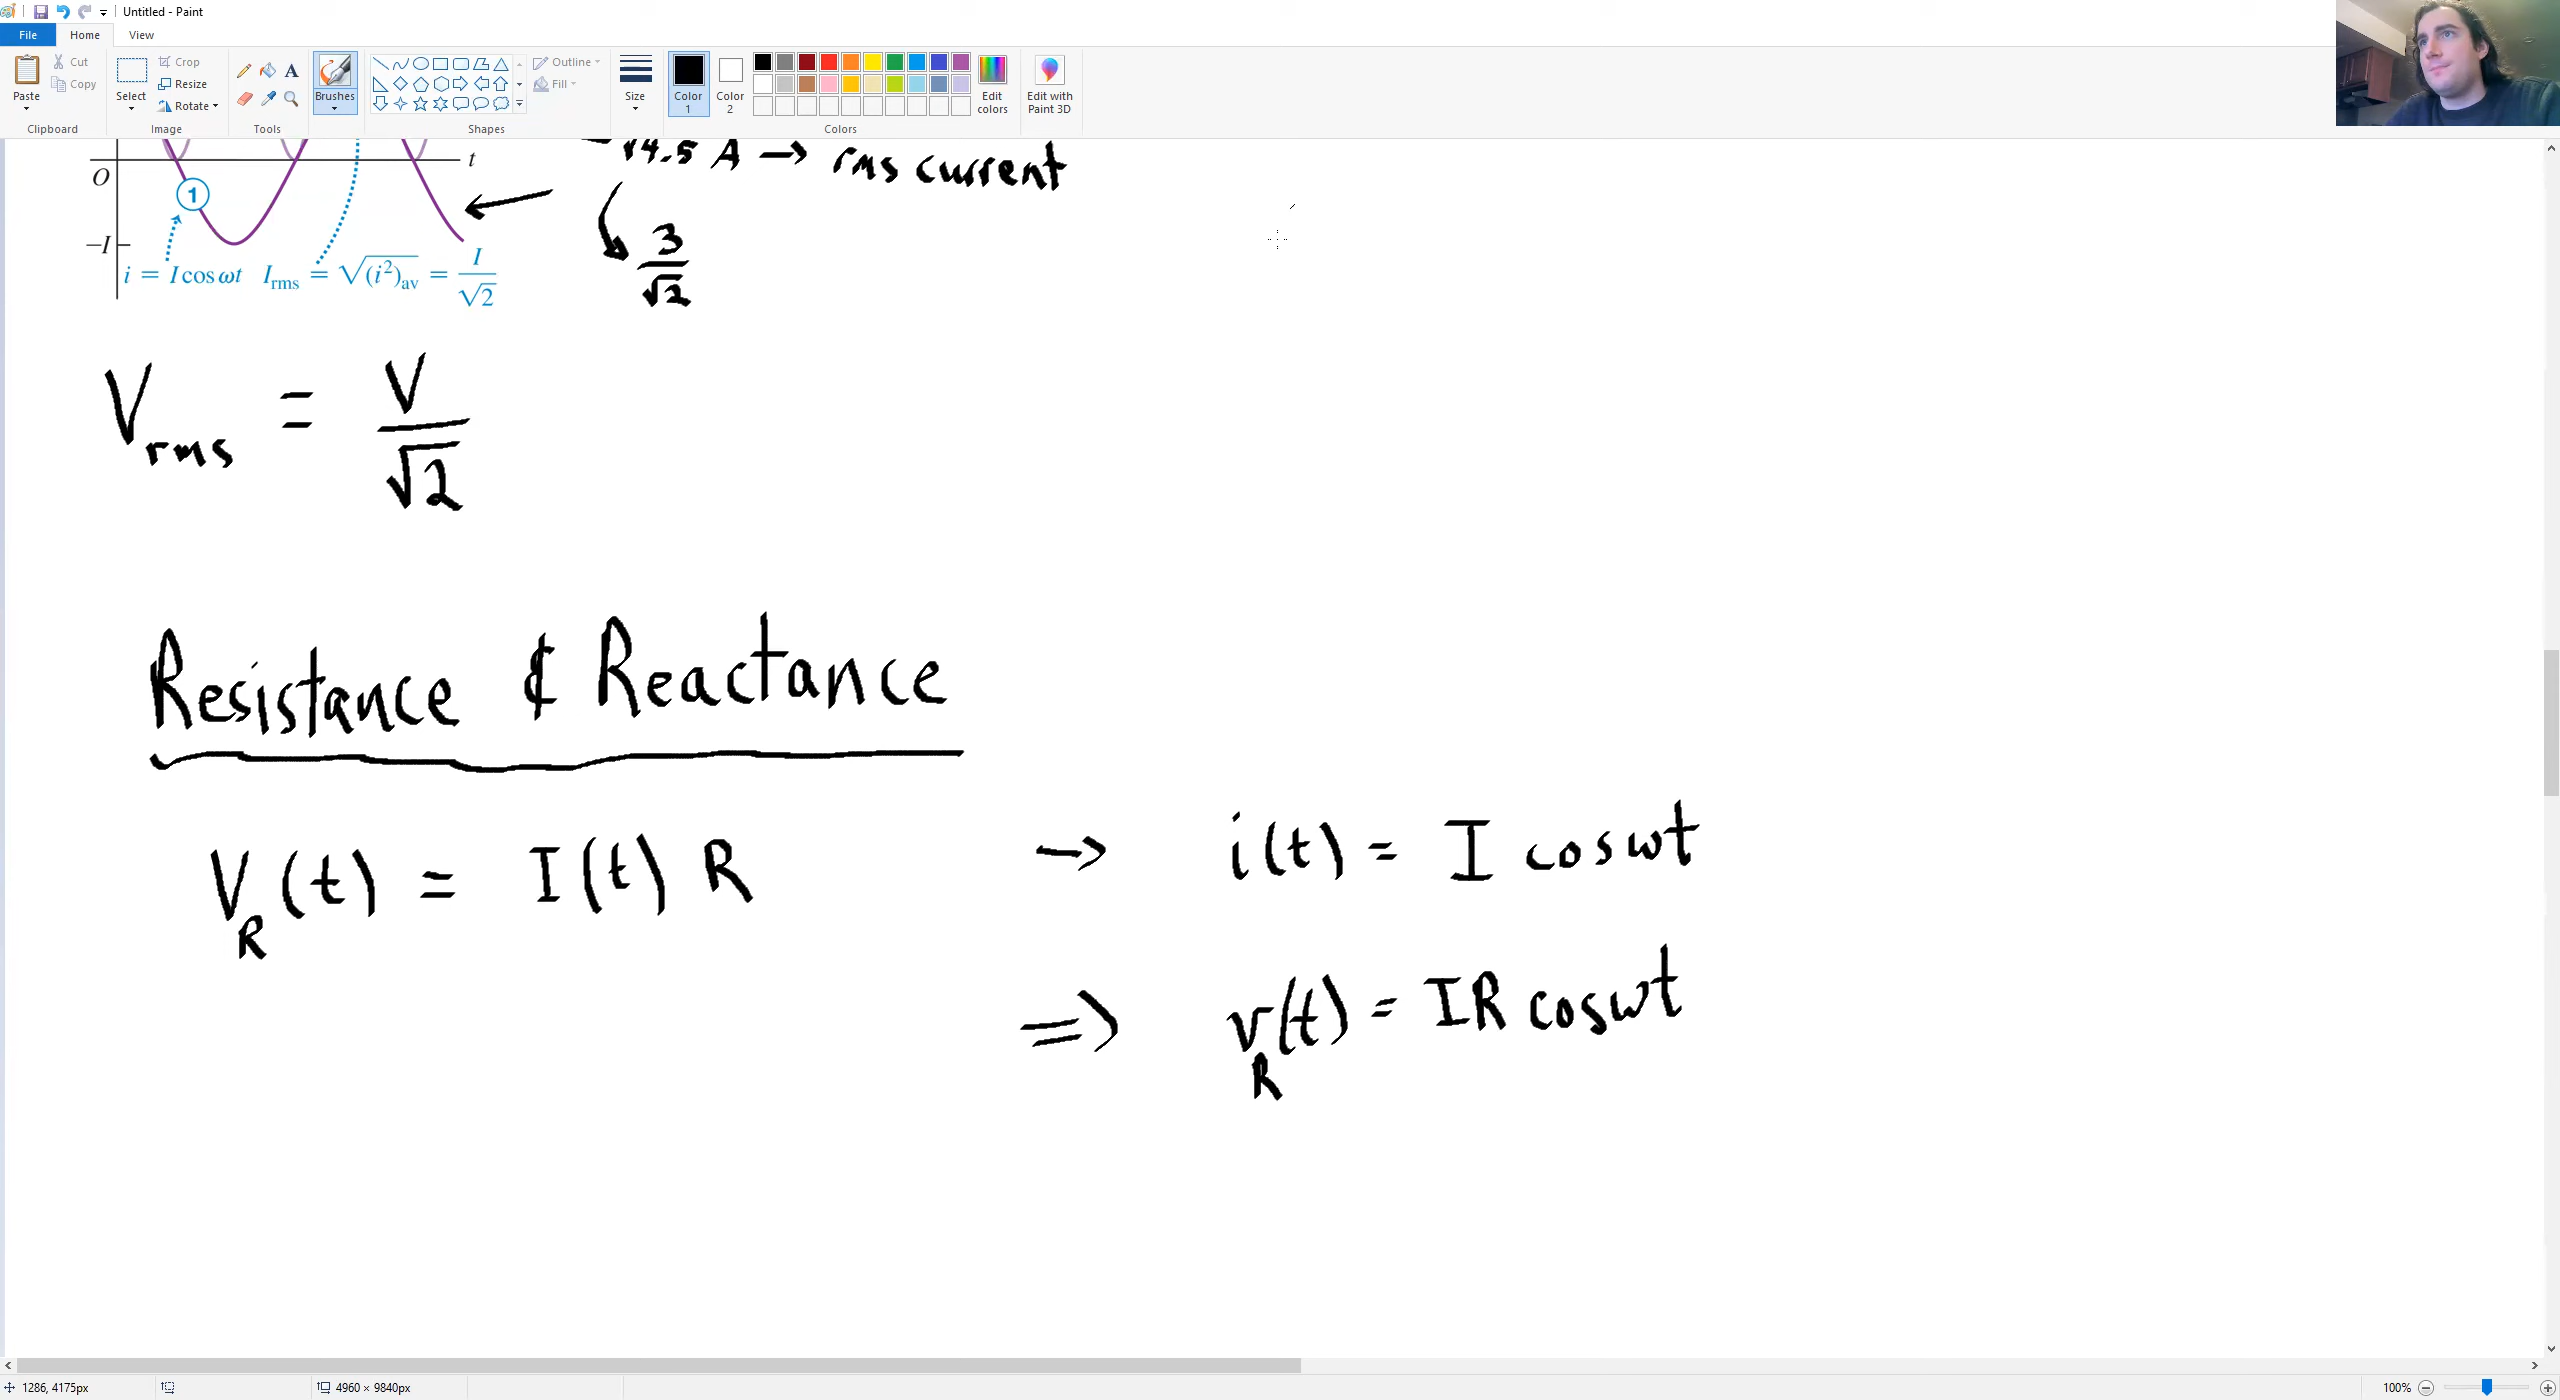 Untitled - Paint
File Home View
Paste
Cut
Copy
Clipboard
Select
Crop
Resize
Rotate
Image
A
Tools
Brushes
Outline
Fill
Shapes
Size
Color 1
Color 2
Edit colors
Colors
Edit with Paint 3D
O
t
1
−I
i = I cos ωt I_rms = √(i²)_av = I/√2
√4.5 A → rms current
3/√2
V_rms = V/√2
Resistance & Reactance
V_R(t) = I(t) R → i(t) = I cos ωt
⇒ v_R(t) = IR cos ωt
1286, 4175px
4960 × 9840px
100%